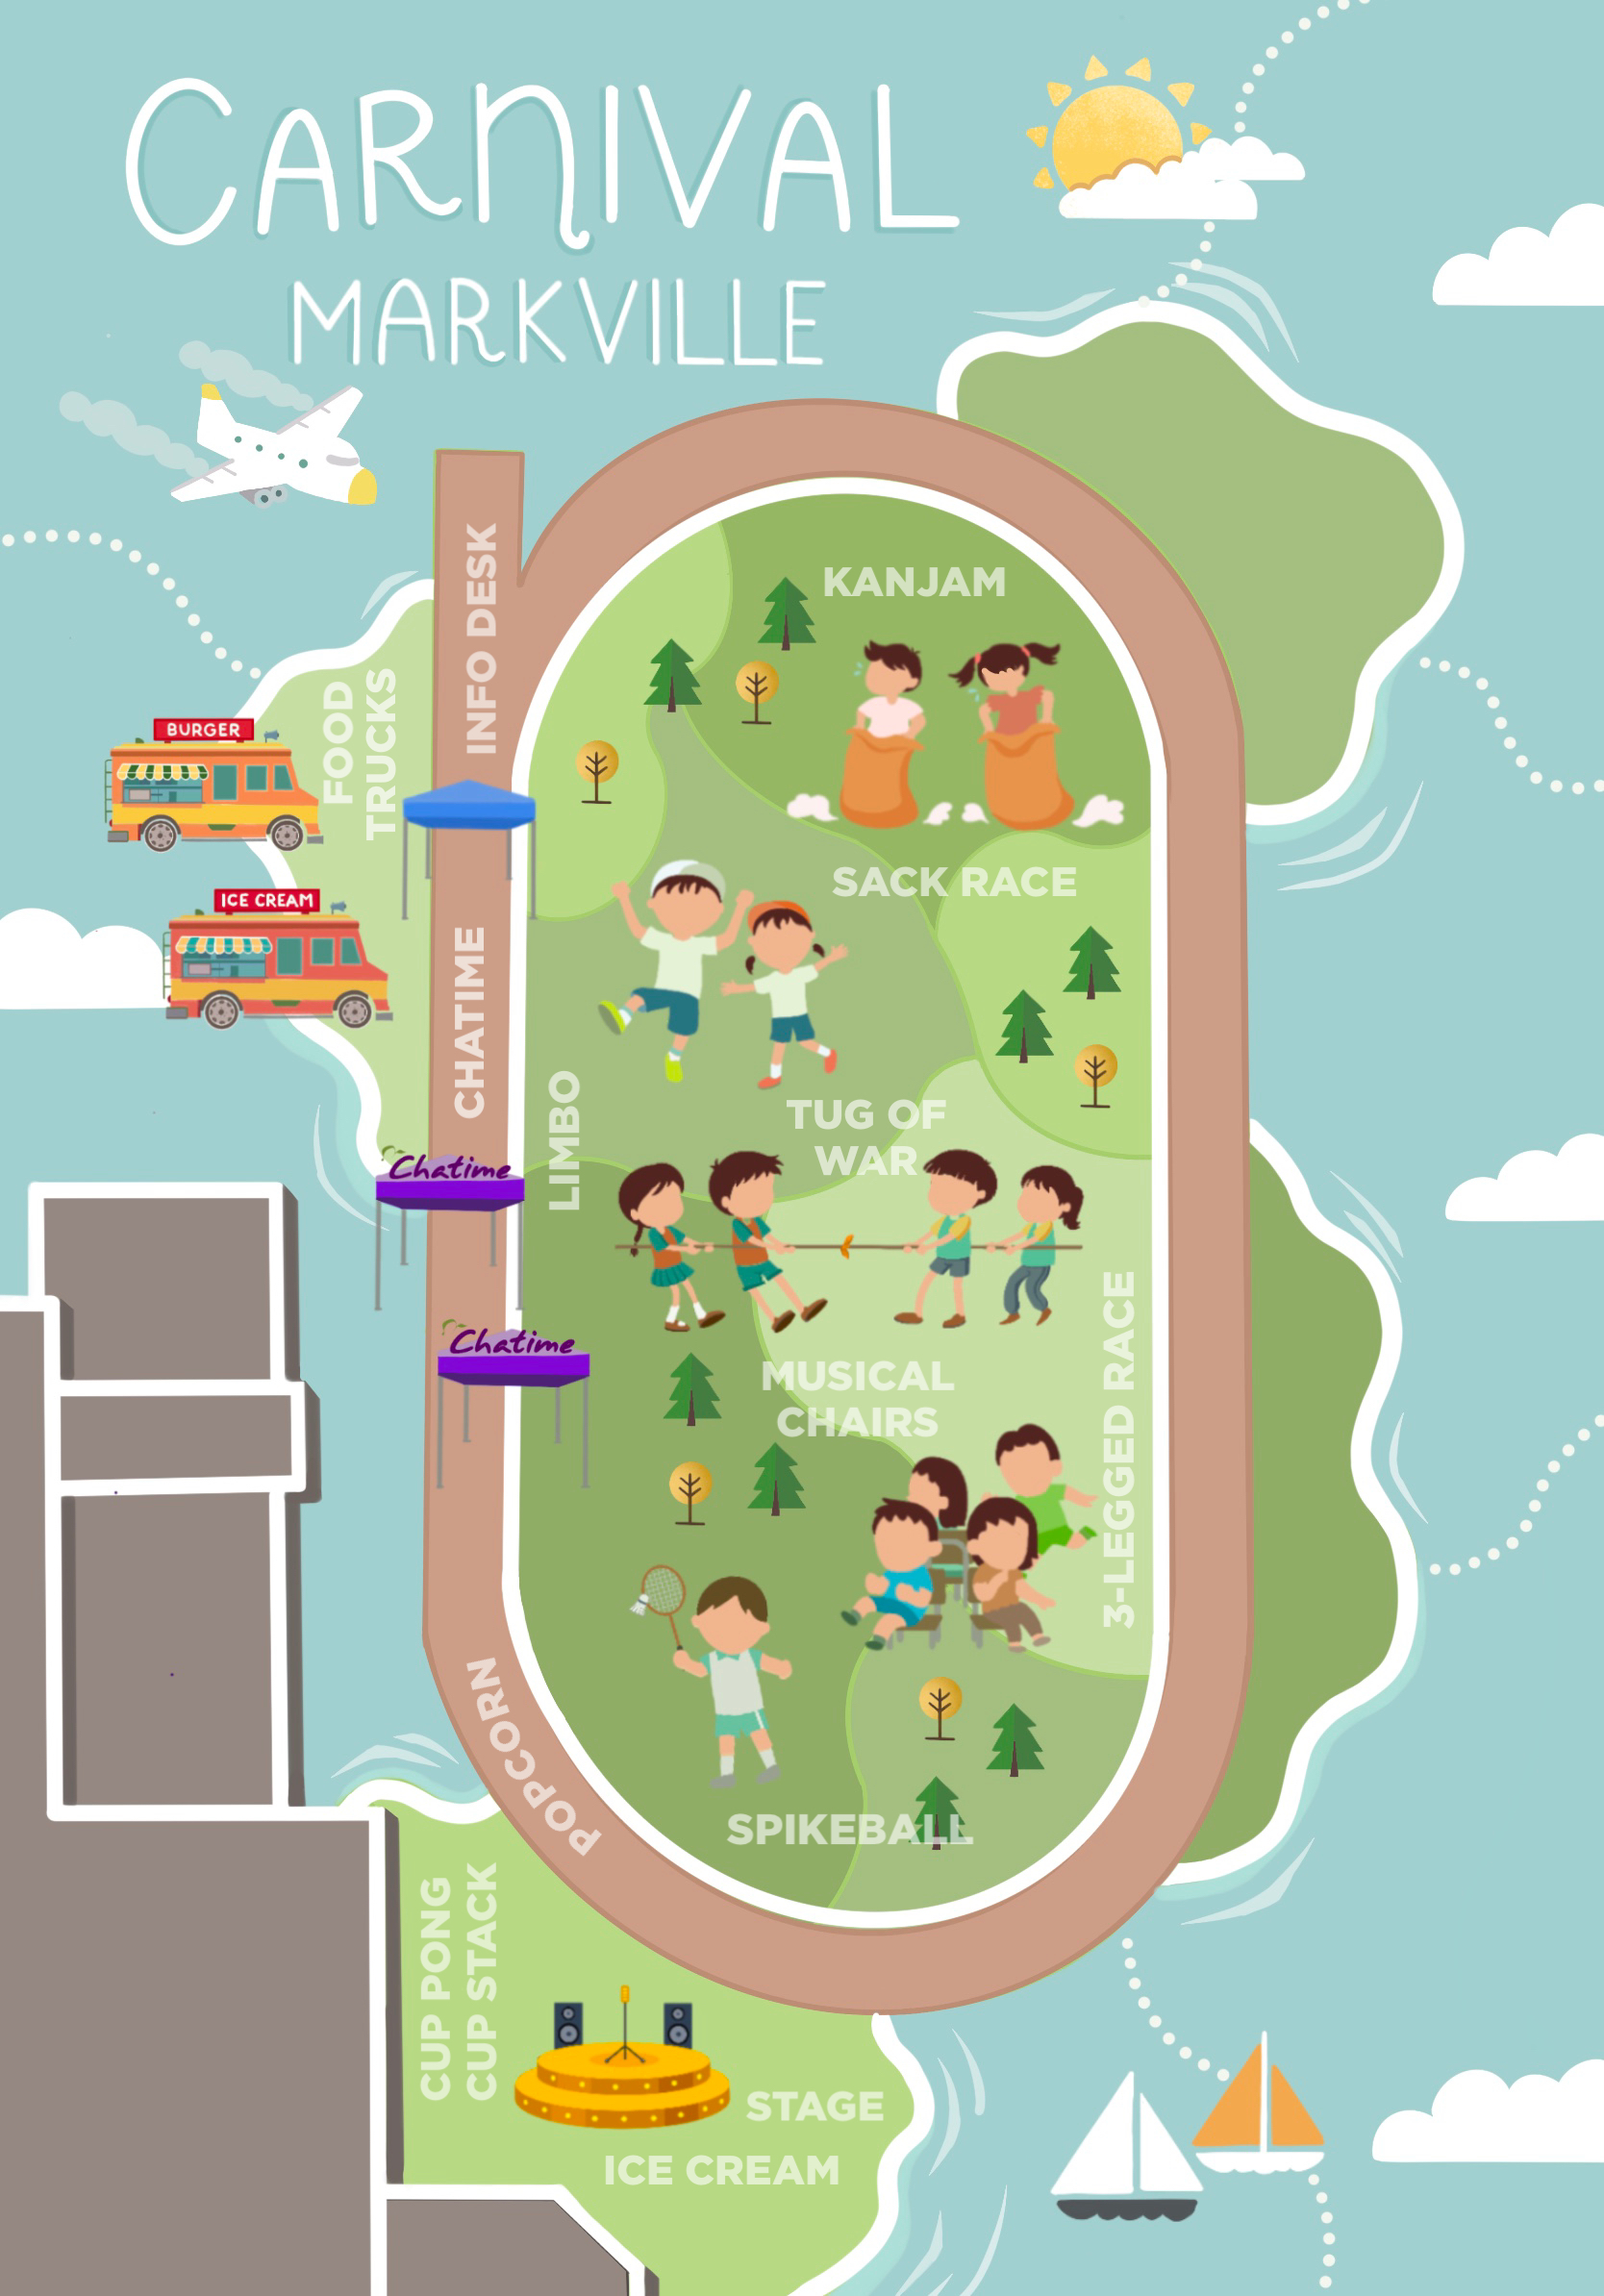 CARNIVAL
MARKVILLE
INFO DESK
KANJAM
FOOD
TRUCKS
BURGER
SACK RACE
ICE CREAM
CHATIME
LIMBO
TUG OF
WAR
Chatime
Chatime
MUSICAL
CHAIRS
3-LEGGED RACE
POPCORN
SPIKEBALL
CUP PONG
CUP STACK
STAGE
ICE CREAM